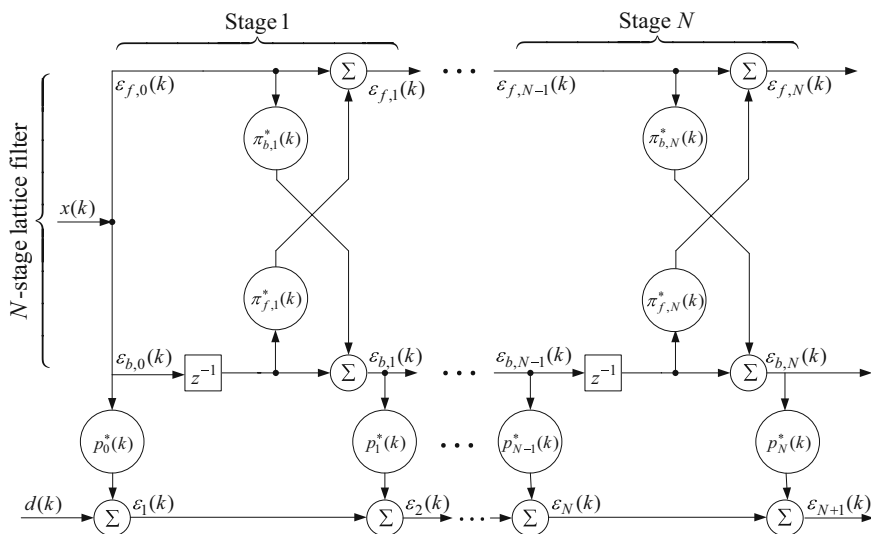 Stage 1
Stage N
N-stage lattice filter
ε_{f,0}(k)
Σ
ε_{f,1}(k)
• • •
ε_{f,N−1}(k)
Σ
ε_{f,N}(k)
π*_{b,1}(k)
π*_{b,N}(k)
x(k)
π*_{f,1}(k)
π*_{f,N}(k)
ε_{b,0}(k)
z⁻¹
Σ
ε_{b,1}(k)
• • •
ε_{b,N−1}(k)
z⁻¹
Σ
ε_{b,N}(k)
p*_0(k)
p*_1(k)
• • •
p*_{N−1}(k)
p*_N(k)
d(k)
Σ
ε_1(k)
Σ
ε_2(k)
• • •
Σ
ε_N(k)
Σ
ε_{N+1}(k)